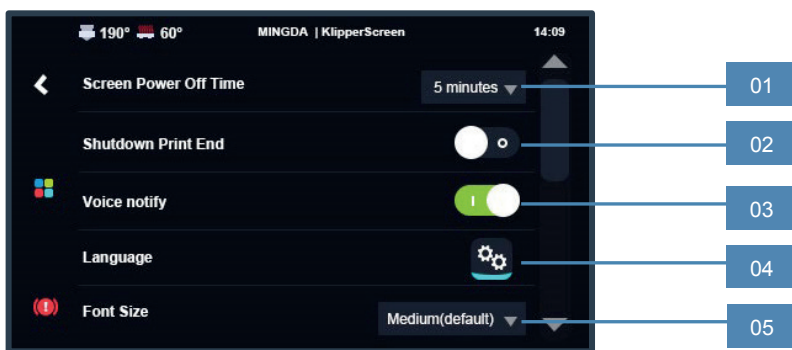 190° 60° MINGDA | KlipperScreen 14:09
Screen Power Off Time 5 minutes 01
Shutdown Print End 02
Voice notify 03
Language 04
Font Size Medium(default) 05